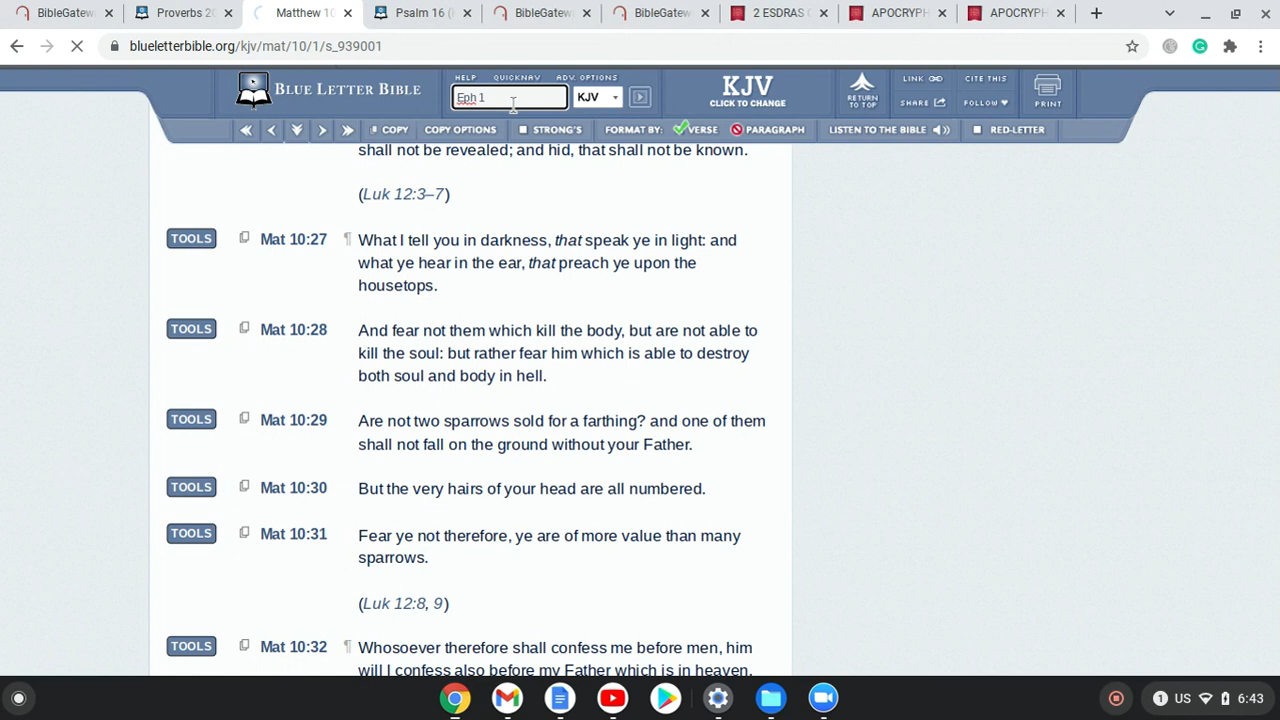 BibleGatew
Proverbs 20
Matthew 10
Psalm 16 (
BibleGatew
BibleGatew
2 ESDRAS
APOCRYPH
APOCRYPH
blueletterbible.org/kjv/mat/10/1/s_939001
HELP QUICKNAV ADV. OPTIONS
BLUE LETTER BIBLE
Eph 1
KJV
KJV
CLICK TO CHANGE
RETURN
TO TOP
LINK
CITE THIS
SHARE
FOLLOW
PRINT
COPY
COPY OPTIONS
STRONG'S
FORMAT BY:
VERSE
PARAGRAPH
LISTEN TO THE BIBLE
RED-LETTER
shall not be revealed; and hid, that shall not be known.
(Luk 12:3–7)
TOOLS Mat 10:27 ¶ What I tell you in darkness, that speak ye in light: and
what ye hear in the ear, that preach ye upon the
housetops.
TOOLS Mat 10:28 And fear not them which kill the body, but are not able to
kill the soul: but rather fear him which is able to destroy
both soul and body in hell.
TOOLS Mat 10:29 Are not two sparrows sold for a farthing? and one of them
shall not fall on the ground without your Father.
TOOLS Mat 10:30 But the very hairs of your head are all numbered.
TOOLS Mat 10:31 Fear ye not therefore, ye are of more value than many
sparrows.
(Luk 12:8, 9)
TOOLS Mat 10:32 ¶ Whosoever therefore shall confess me before men, him
will I confess also before my Father which is in heaven.
1 US 6:43